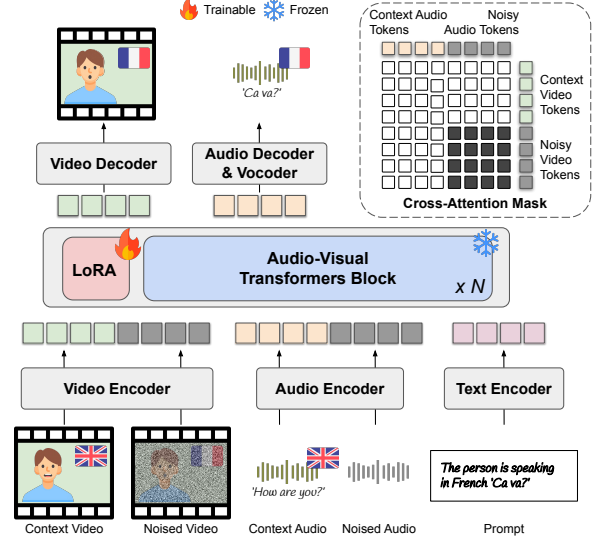 Trainable
Frozen
Context Audio
Tokens
Noisy
Audio Tokens
Context
Video
Tokens
Noisy
Video
Tokens
Cross-Attention Mask
'Ca va?'
Video Decoder
Audio Decoder
& Vocoder
LoRA
Audio-Visual
Transformers Block
x N
Video Encoder
Audio Encoder
Text Encoder
'How are you?'
The person is speaking
in French 'Ca va?'
Context Video
Noised Video
Context Audio
Noised Audio
Prompt